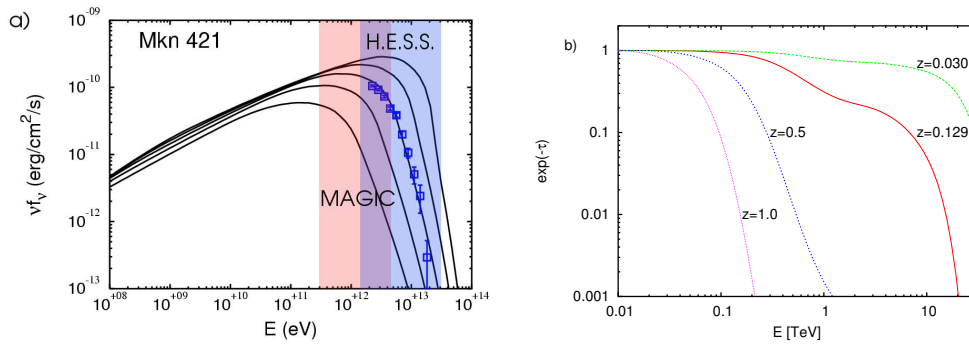 a)
Mkn 421
H.E.S.S.
MAGIC
νfν (erg/cm²/s)
10⁻⁰⁹
10⁻¹⁰
10⁻¹¹
10⁻¹²
10⁻¹³
10⁺⁰⁸
10⁺⁰⁹
10⁺¹⁰
10⁺¹¹
10⁺¹²
10⁺¹³
10⁺¹⁴
E (eV)
b)
exp(-τ)
1
0.1
0.01
0.001
z=0.030
z=0.129
z=0.5
z=1.0
0.01
0.1
1
10
E [TeV]